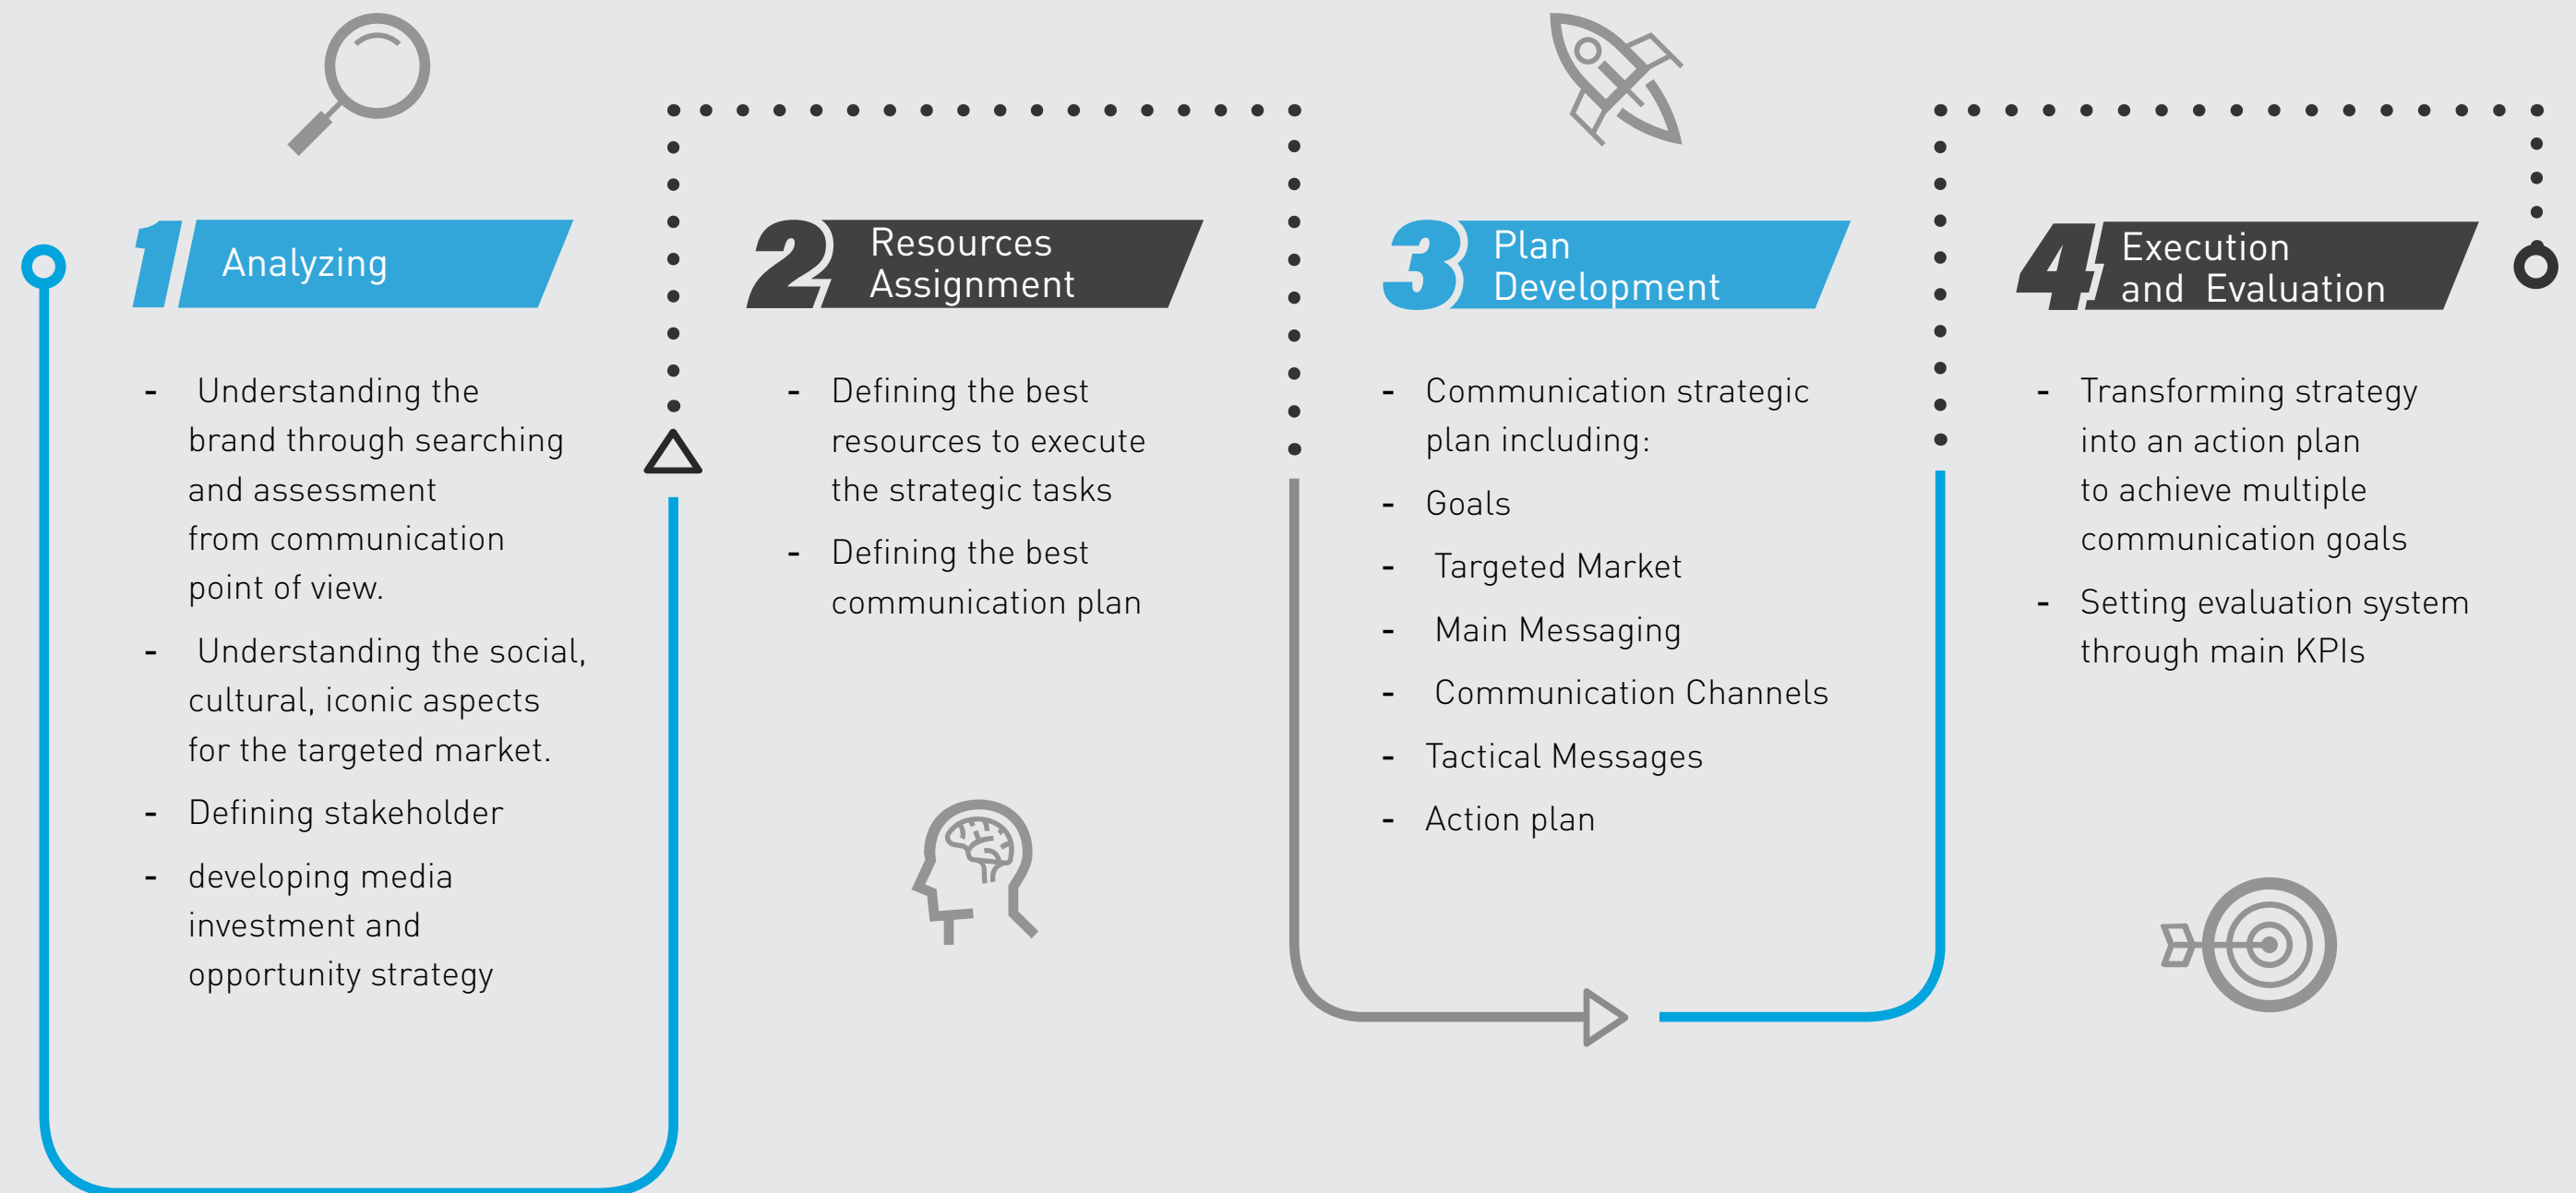 1 Analyzing
- Understanding the
brand through searching
and assessment
from communication
point of view.
- Understanding the social,
cultural, iconic aspects
for the targeted market.
- Defining stakeholder
- developing media
investment and
opportunity strategy
2 Resources
Assignment
- Defining the best
resources to execute
the strategic tasks
- Defining the best
communication plan
3 Plan
Development
- Communication strategic
plan including:
- Goals
- Targeted Market
- Main Messaging
- Communication Channels
- Tactical Messages
- Action plan
4 Execution
and Evaluation
- Transforming strategy
into an action plan
to achieve multiple
communication goals
- Setting evaluation system
through main KPIs